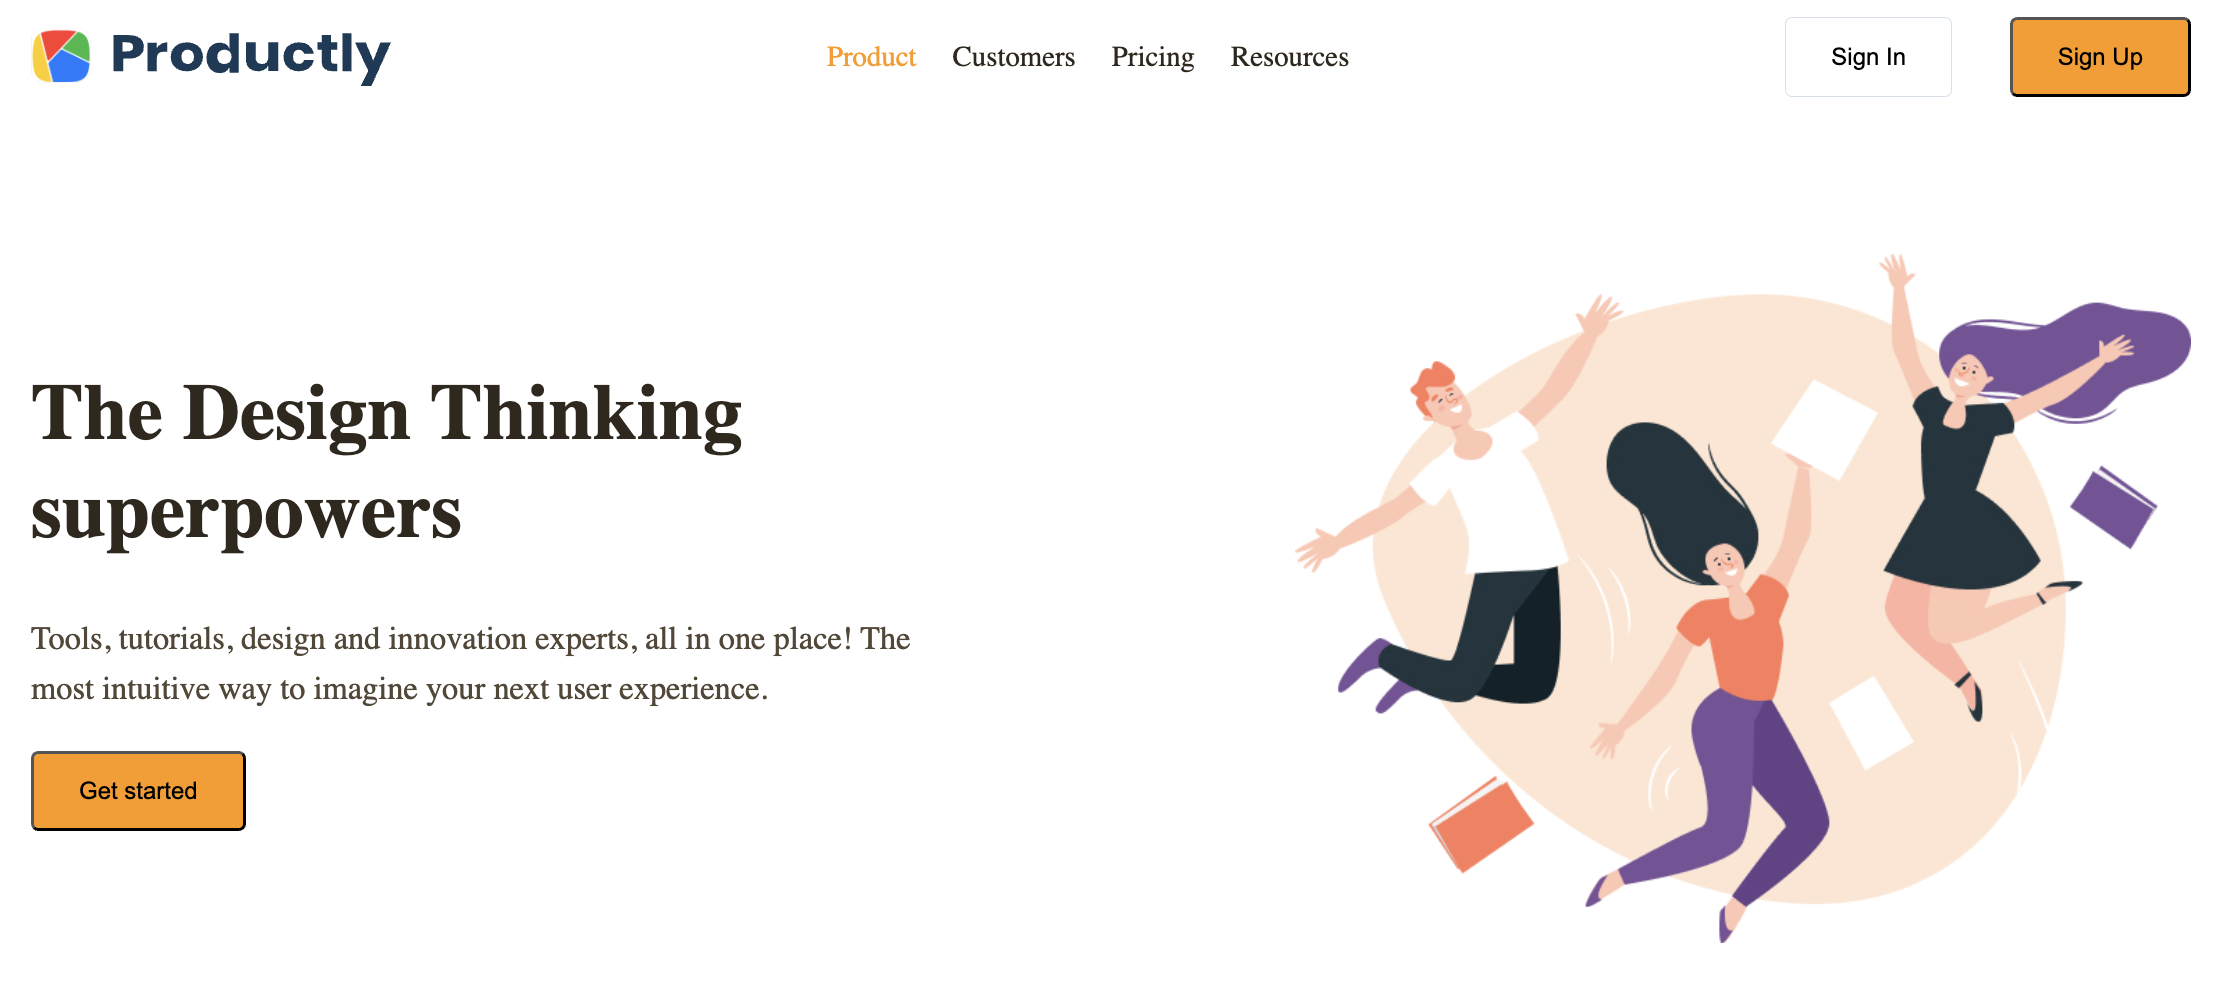 Productly
Product Customers Pricing Resources
Sign In
Sign Up
The Design Thinking
superpowers
Tools, tutorials, design and innovation experts, all in one place! The
most intuitive way to imagine your next user experience.
Get started